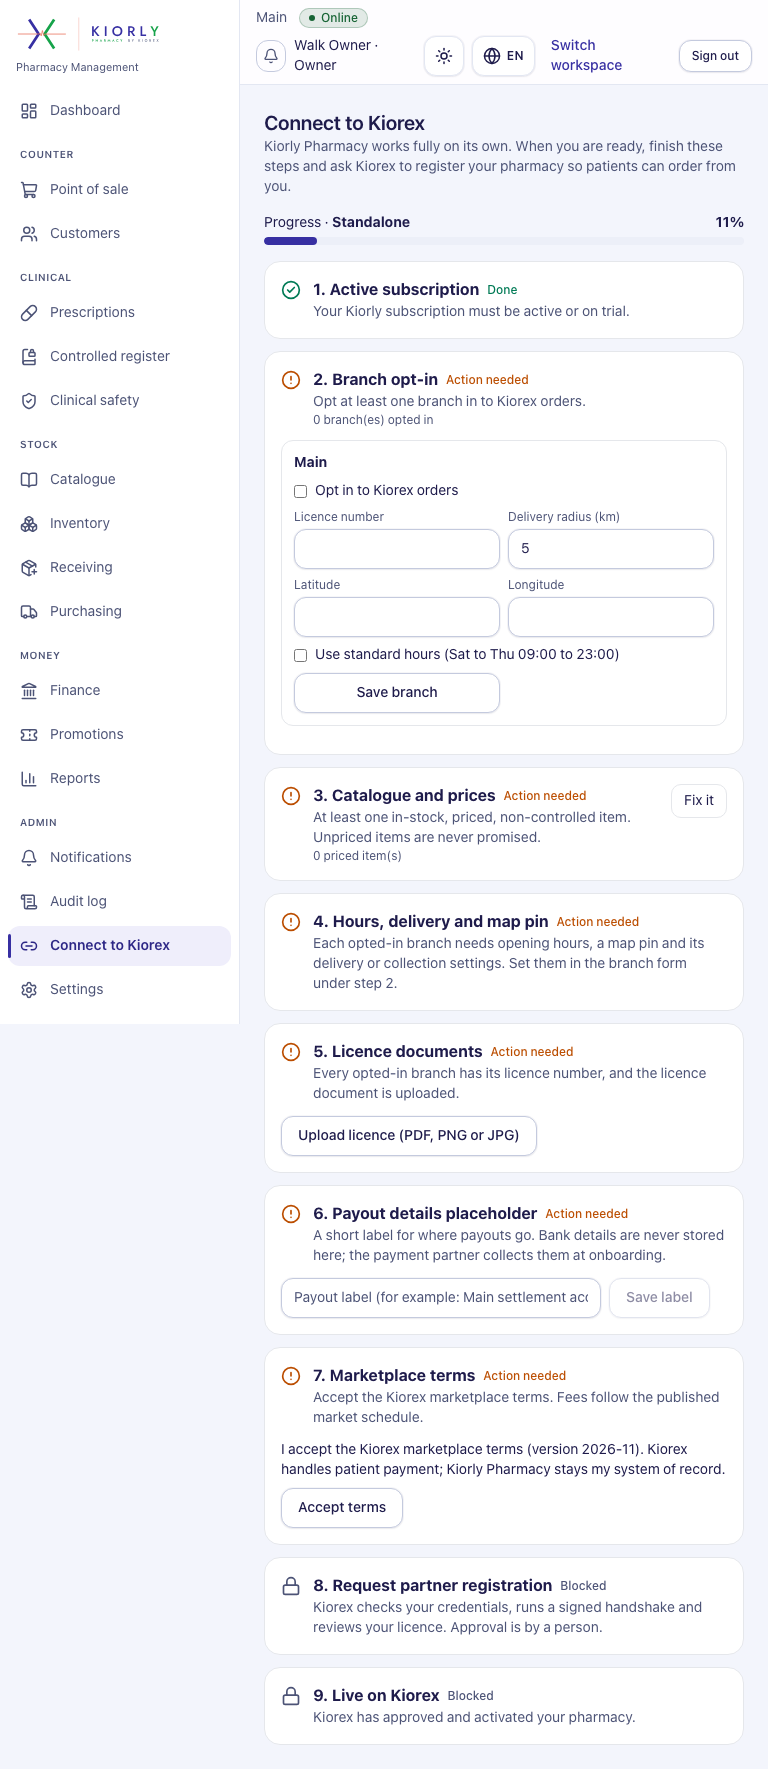 KIORLY
PHARMACY BY KIOREX
Pharmacy Management
Dashboard
COUNTER
Point of sale
Customers
CLINICAL
Prescriptions
Controlled register
Clinical safety
STOCK
Catalogue
Inventory
Receiving
Purchasing
MONEY
Finance
Promotions
Reports
ADMIN
Notifications
Audit log
Connect to Kiorex
Settings
Main Online
Walk Owner ·
Owner
EN
Switch
workspace
Sign out
Connect to Kiorex
Kiorly Pharmacy works fully on its own. When you are ready, finish these
steps and ask Kiorex to register your pharmacy so patients can order from
you.
Progress · Standalone 11%
1. Active subscription Done
Your Kiorly subscription must be active or on trial.
2. Branch opt-in Action needed
Opt at least one branch in to Kiorex orders.
0 branch(es) opted in
Main
Opt in to Kiorex orders
Licence number Delivery radius (km)
5
Latitude Longitude
Use standard hours (Sat to Thu 09:00 to 23:00)
Save branch
3. Catalogue and prices Action needed Fix it
At least one in-stock, priced, non-controlled item.
Unpriced items are never promised.
0 priced item(s)
4. Hours, delivery and map pin Action needed
Each opted-in branch needs opening hours, a map pin and its
delivery or collection settings. Set them in the branch form
under step 2.
5. Licence documents Action needed
Every opted-in branch has its licence number, and the licence
document is uploaded.
Upload licence (PDF, PNG or JPG)
6. Payout details placeholder Action needed
A short label for where payouts go. Bank details are never stored
here; the payment partner collects them at onboarding.
Payout label (for example: Main settlement acc Save label
7. Marketplace terms Action needed
Accept the Kiorex marketplace terms. Fees follow the published
market schedule.
I accept the Kiorex marketplace terms (version 2026-11). Kiorex
handles patient payment; Kiorly Pharmacy stays my system of record.
Accept terms
8. Request partner registration Blocked
Kiorex checks your credentials, runs a signed handshake and
reviews your licence. Approval is by a person.
9. Live on Kiorex Blocked
Kiorex has approved and activated your pharmacy.